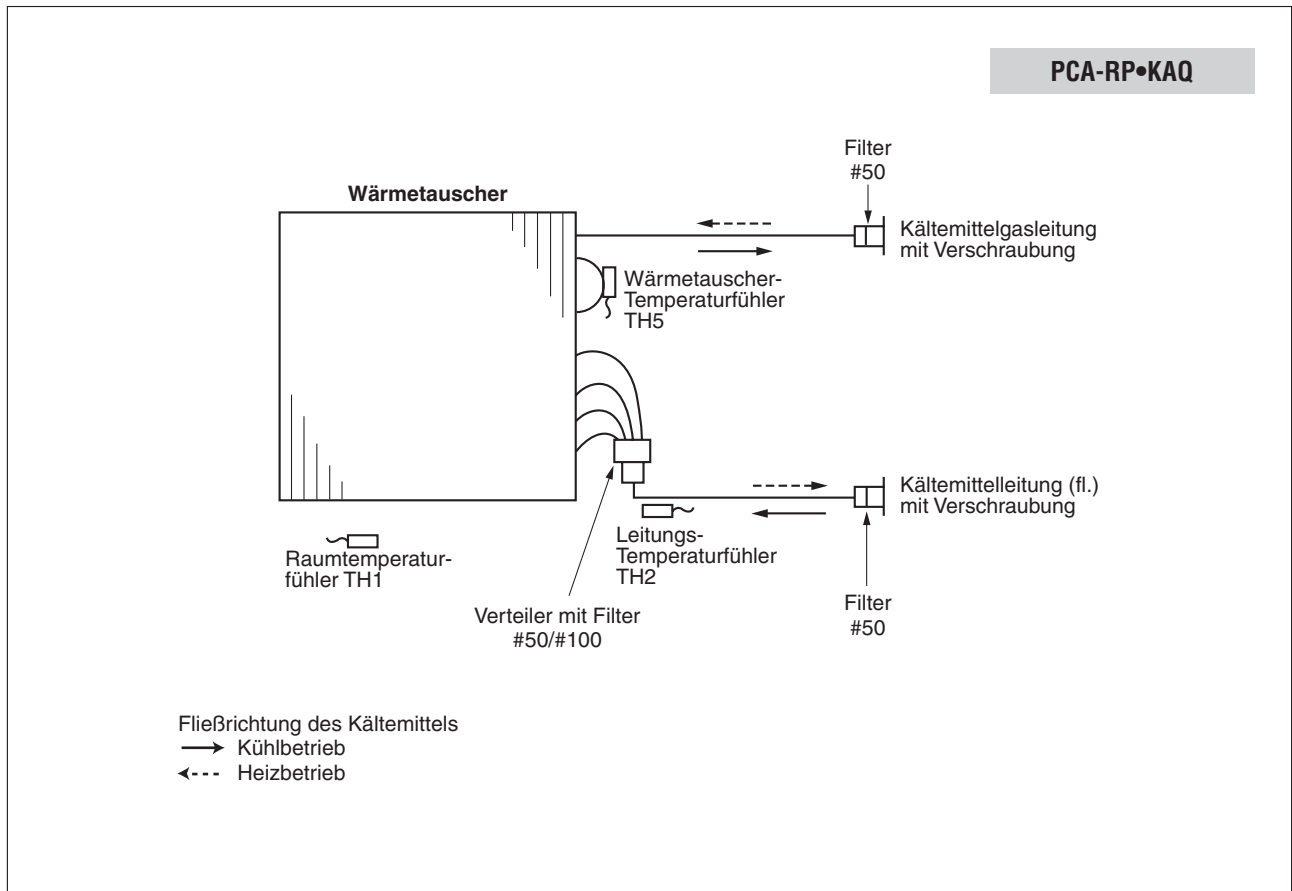 PCA-RP•KAQ
Filter
#50
Wärmetauscher
Kältemittelgasleitung
mit Verschraubung
Wärmetauscher-
Temperaturfühler
TH5
Kältemittelleitung (fl.)
mit Verschraubung
Leitungs-
Temperaturfühler
TH2
Raumtemperatur-
fühler TH1
Filter
#50
Verteiler mit Filter
#50/#100
Fließrichtung des Kältemittels
Kühlbetrieb
Heizbetrieb